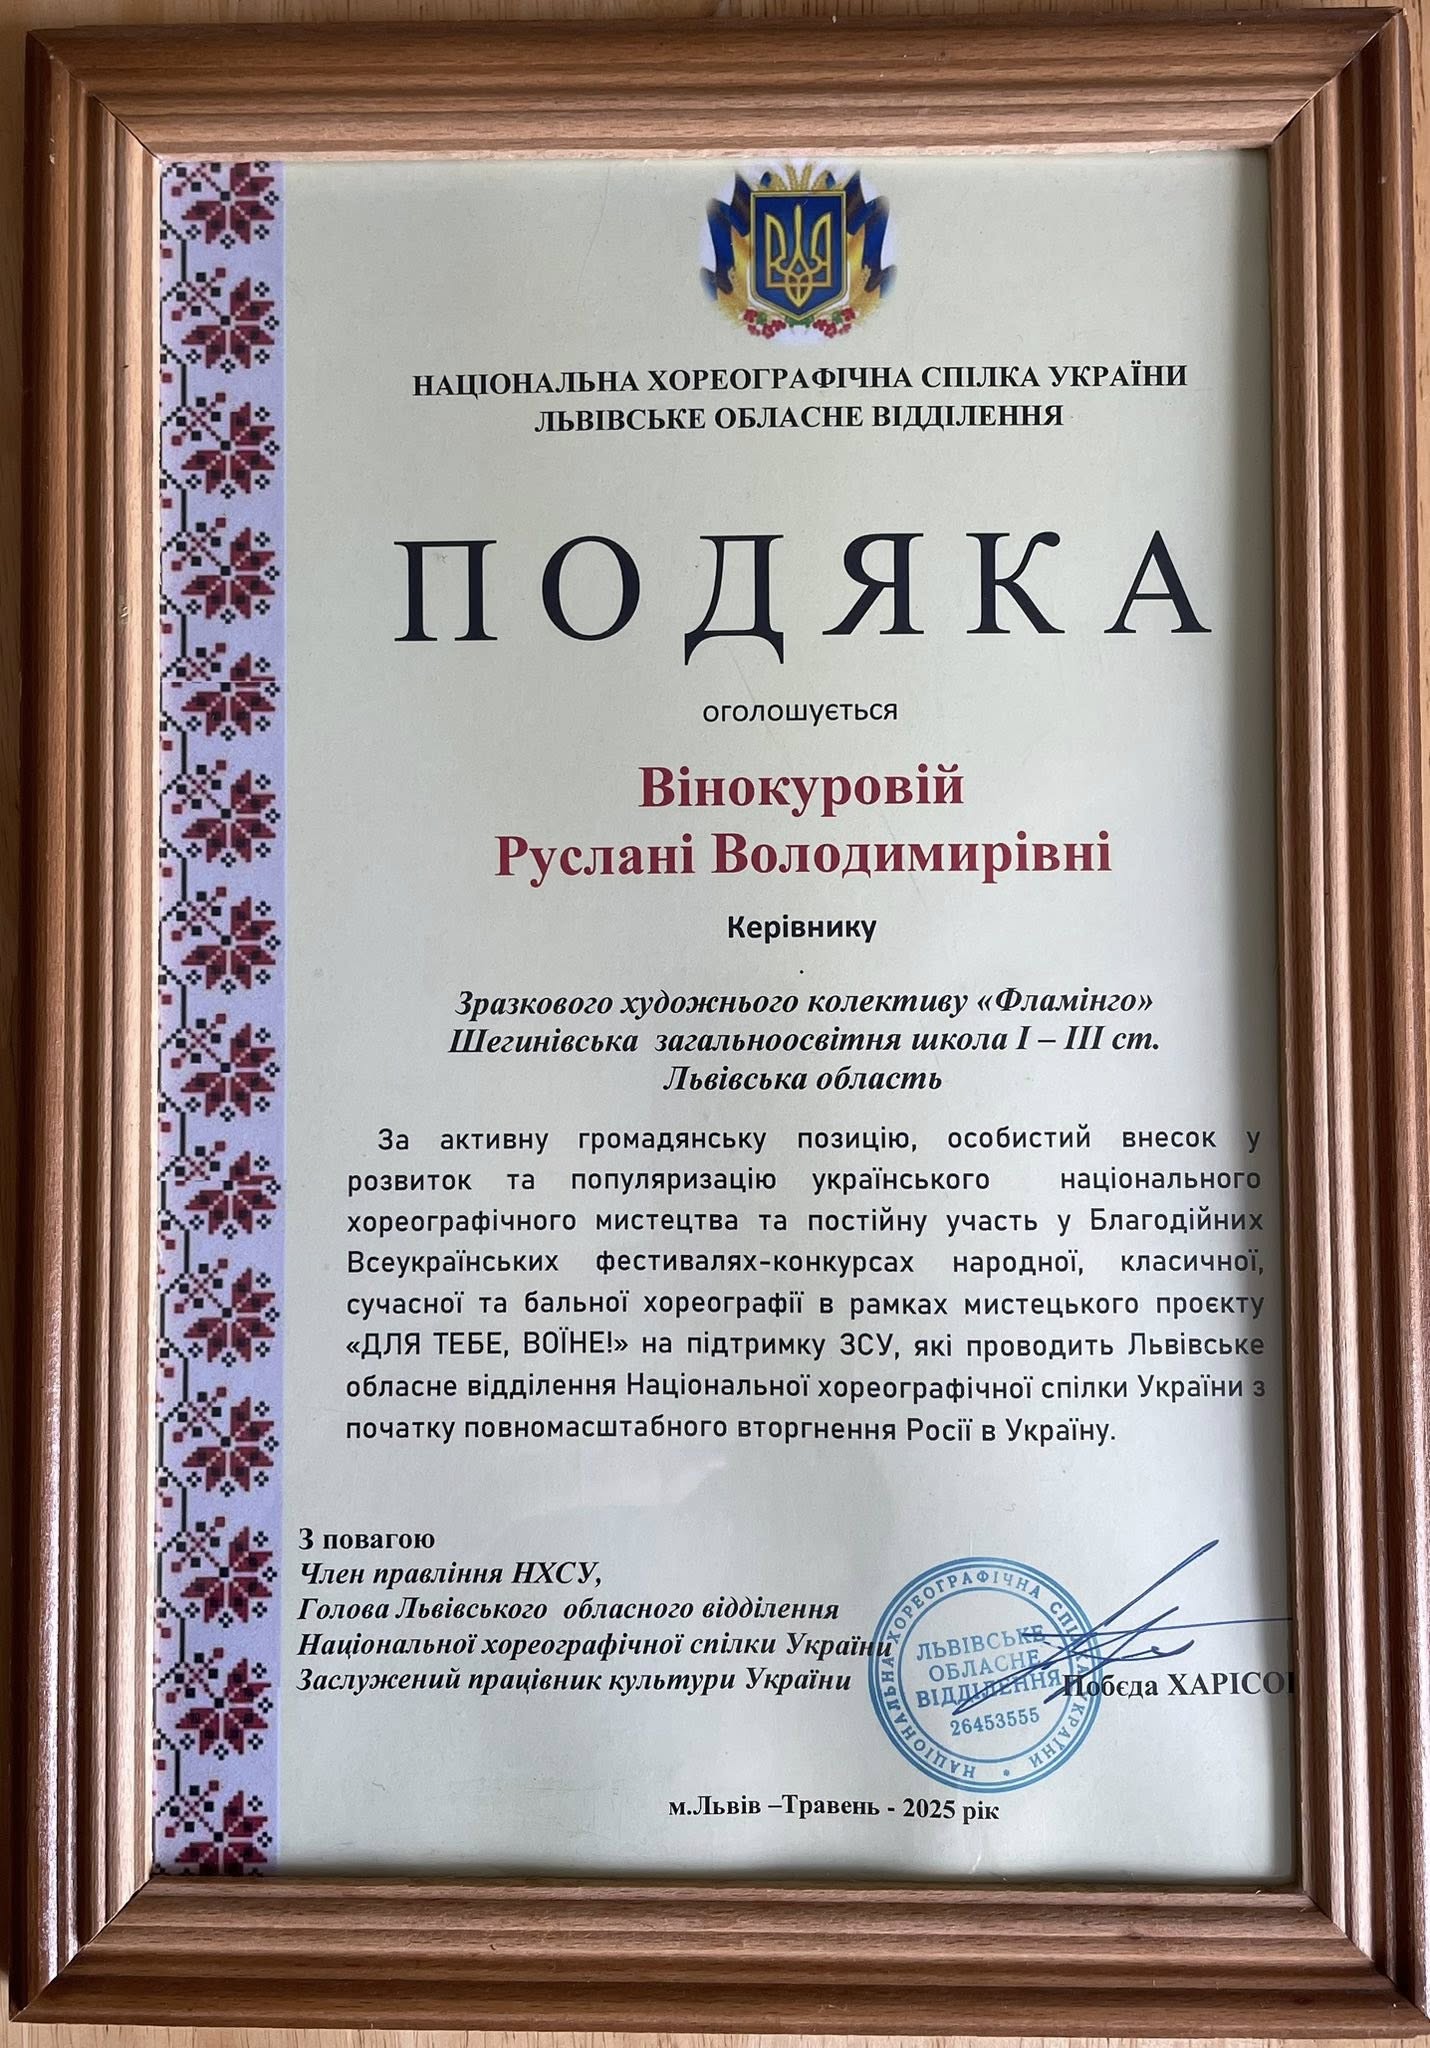 НАЦІОНАЛЬНА ХОРЕОГРАФІЧНА СПІЛКА УКРАЇНИ
ЛЬВІВСЬКЕ ОБЛАСНЕ ВІДДІЛЕННЯ
ПОДЯКА
оголошується
Вінокуровій
Руслані Володимирівні
Керівнику
.
Зразкового художнього колективу «Фламінго»
Шегинівська загальноосвітня школа І – ІІІ ст.
Львівська область
За активну громадянську позицію, особистий внесок у
розвиток та популяризацію українського національного
хореографічного мистецтва та постійну участь у Благодійних
Всеукраїнських фестивалях-конкурсах народної, класичної,
сучасної та бальної хореографії в рамках мистецького проєкту
«ДЛЯ ТЕБЕ, ВОЇНЕ!» на підтримку ЗСУ, які проводить Львівське
обласне відділення Національної хореографічної спілки України з
початку повномасштабного вторгнення Росії в Україну.
З повагою
Член правління НХСУ,
Голова Львівського обласного відділення
Національної хореографічної спілки України
Заслужений працівник культури України
Побєда
НАЦІОНАЛЬНА ХОРЕОГРАФІЧНА СПІЛКА УКРАЇНИ
ЛЬВІВСЬКЕ
ОБЛАСНЕ
ВІДДІЛЕННЯ
26453555
м.Львів –Травень - 2025 рік